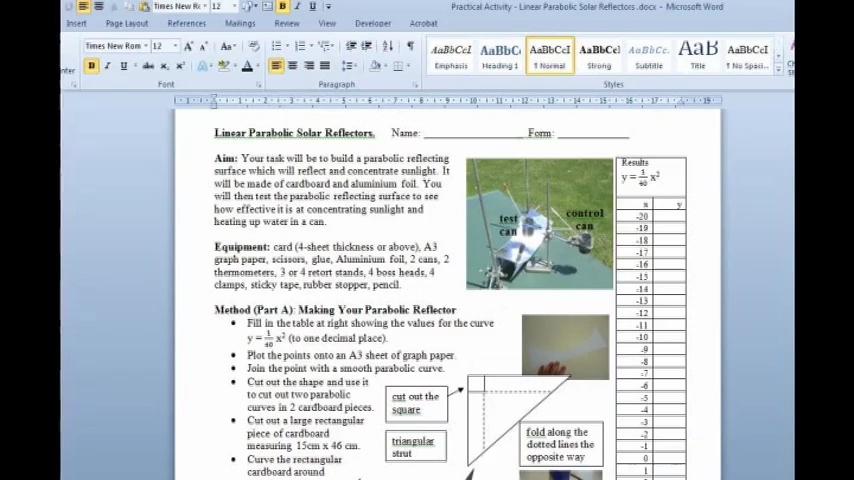 Practical Activity - Linear Parabolic Solar Reflectors.docx - Microsoft Word
Times New Rom 12
Insert Page Layout References Mailings Review View Developer Acrobat
Times New Rom 12 AaBbCcI AaBbC AaBbCcI AaBbCcI AaBbCcI AaB AaBbCcI
Emphasis Heading 1 ¶ Normal Strong Subtitle Title ¶ No Spaci...
Font Paragraph Styles
Linear Parabolic Solar Reflectors. Name: ____________ Form: ____________
Aim: Your task will be to build a parabolic reflecting
surface which will reflect and concentrate sunlight. It
will be made of cardboard and aluminium foil. You
will then test the parabolic reflecting surface to see
how effective it is at concentrating sunlight and
heating up water in a can.
test
can
control
can
Equipment: card (4-sheet thickness or above), A3
graph paper, scissors, glue, Aluminium foil, 2 cans, 2
thermometers, 3 or 4 retort stands, 4 boss heads, 4
clamps, sticky tape, rubber stopper, pencil.
Method (Part A): Making Your Parabolic Reflector
• Fill in the table at right showing the values for the curve
y = 1/40 x² (to one decimal place).
• Plot the points onto an A3 sheet of graph paper.
• Join the point with a smooth parabolic curve.
• Cut out the shape and use it
to cut out two parabolic
curves in 2 cardboard pieces.
• Cut out a large rectangular
piece of cardboard
measuring 15cm x 46 cm.
• Curve the rectangular
cardboard around
cut out the
square
triangular
strut
fold along the
dotted lines the
opposite way
Results
y = 1/40 x²
x y
-20
-19
-18
-17
-16
-15
-14
-13
-12
-11
-10
-9
-8
-7
-6
-5
-4
-3
-2
-1
0
1